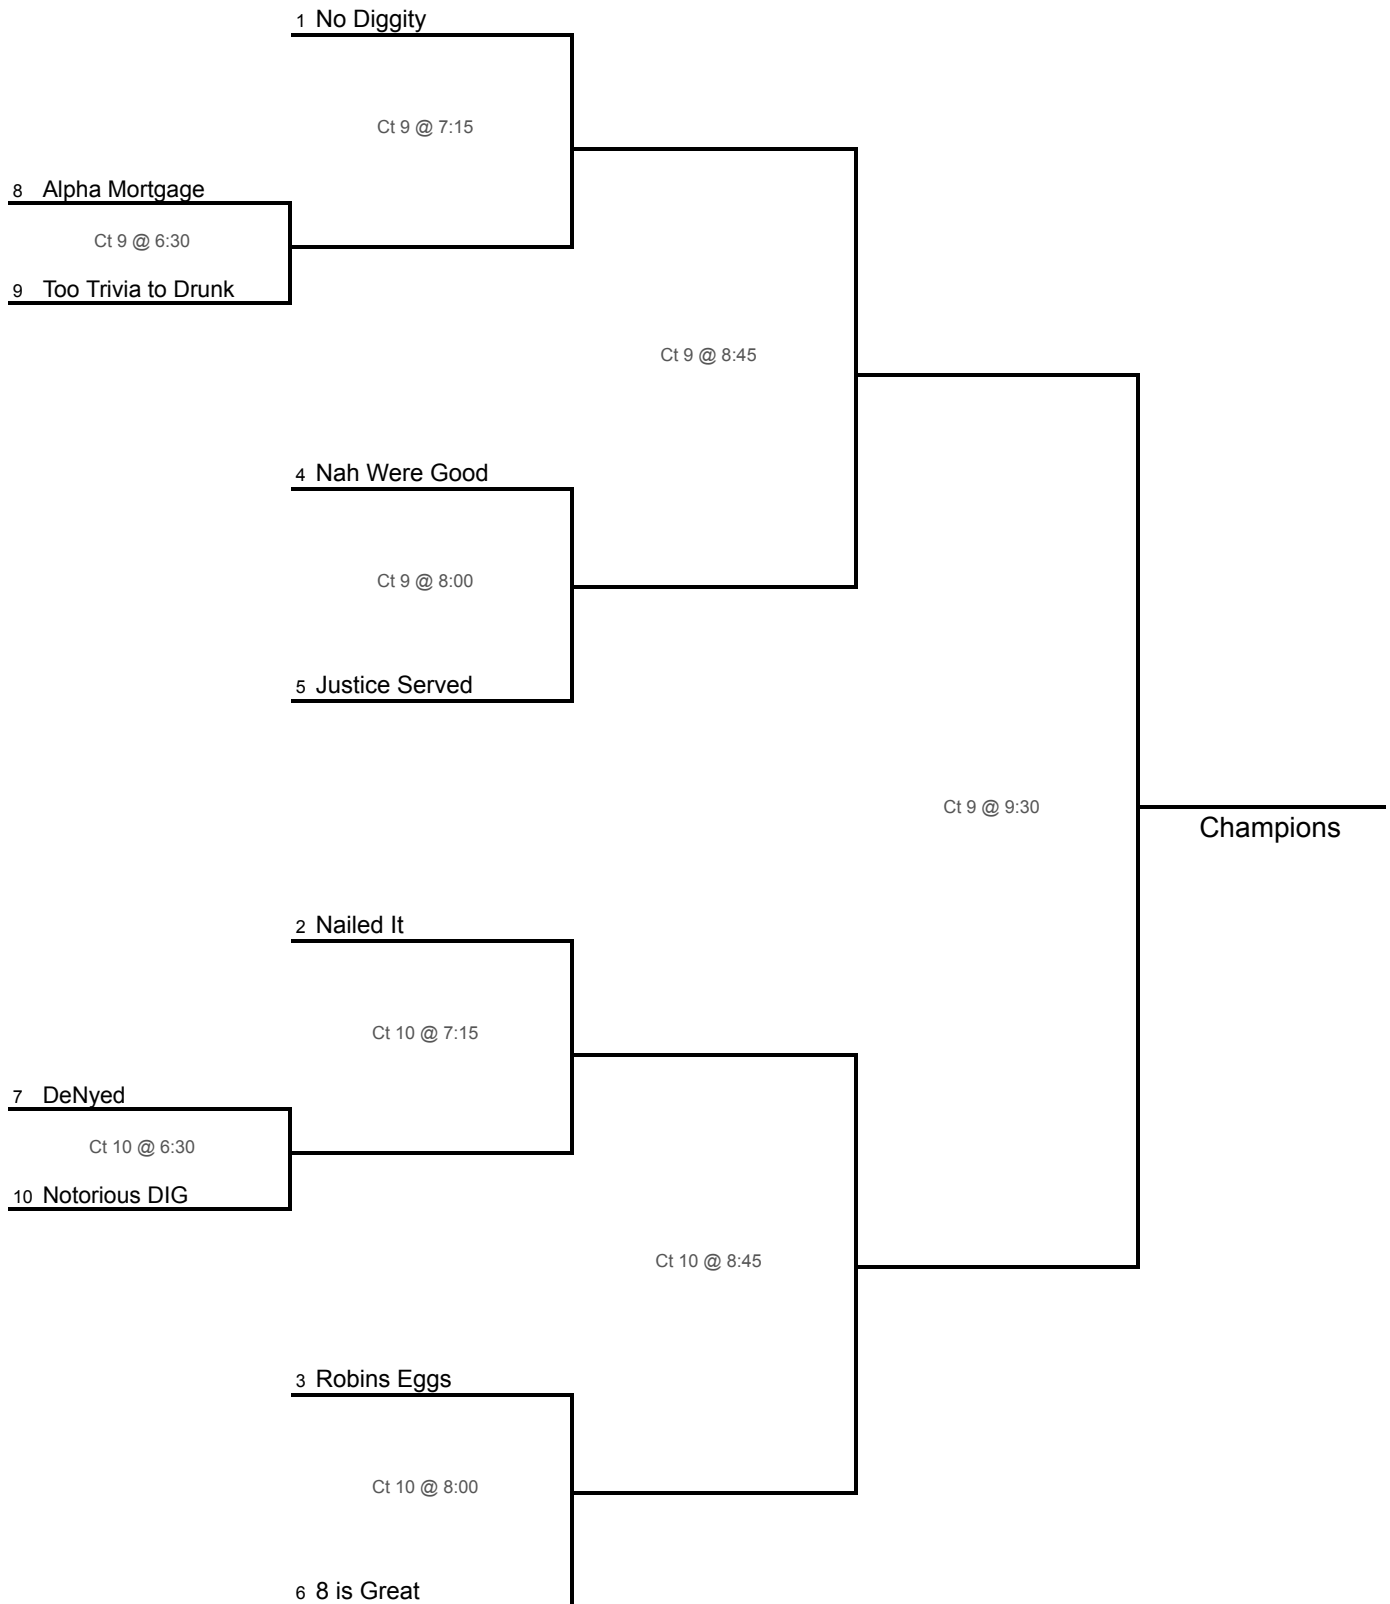 1 No Diggity
Ct 9 @ 7:15
8 Alpha Mortgage
Ct 9 @ 6:30
9 Too Trivia to Drunk
Ct 9 @ 8:45
4 Nah Were Good
Ct 9 @ 8:00
5 Justice Served
Ct 9 @ 9:30
Champions
2 Nailed It
Ct 10 @ 7:15
7 DeNyed
Ct 10 @ 6:30
10 Notorious DIG
Ct 10 @ 8:45
3 Robins Eggs
Ct 10 @ 8:00
6 8 is Great